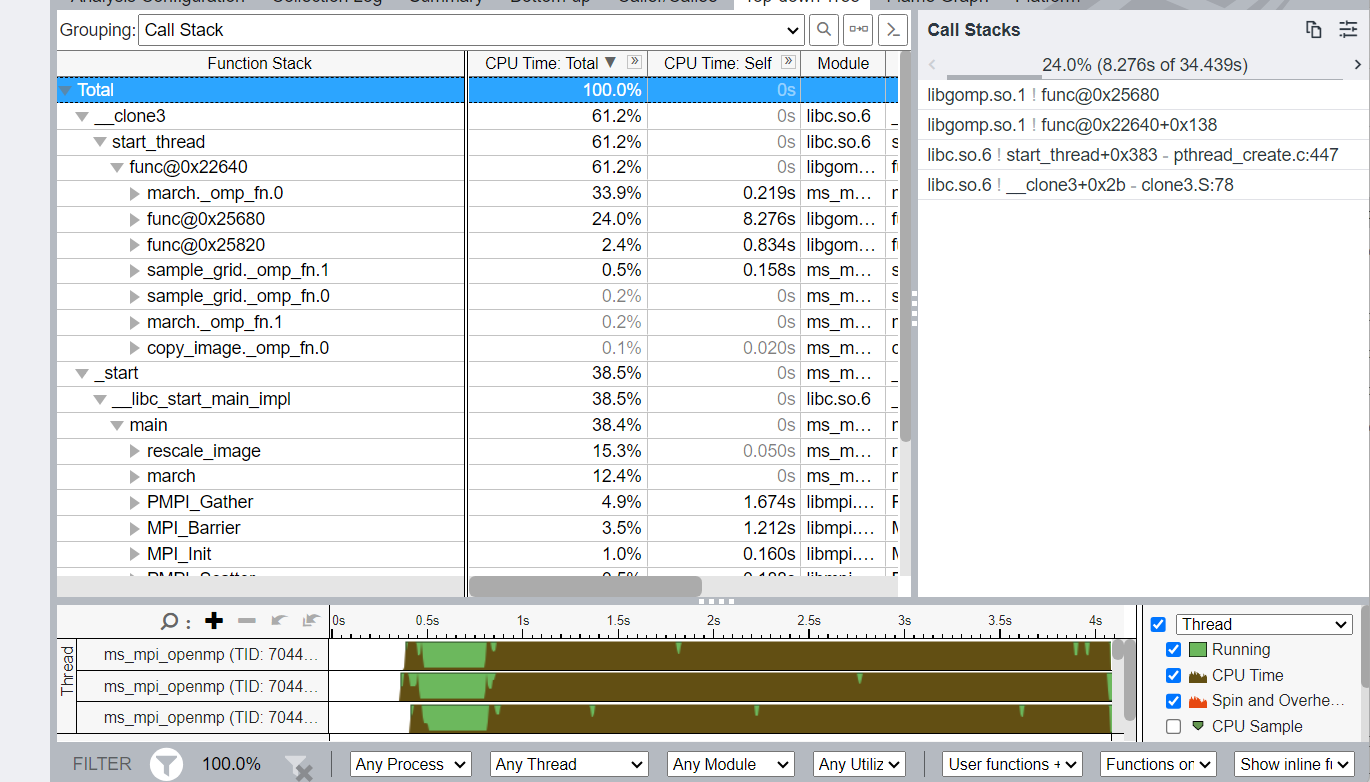 Grouping: Call Stack
Function Stack CPU Time: Total ▼ » CPU Time: Self » Module
Total 100.0% 0s
__clone3 61.2% 0s libc.so.6
start_thread 61.2% 0s libc.so.6 s
func@0x22640 61.2% 0s libgom... f
march._omp_fn.0 33.9% 0.219s ms_m...
func@0x25680 24.0% 8.276s libgom... f
func@0x25820 2.4% 0.834s libgom... f
sample_grid._omp_fn.1 0.5% 0.158s ms_m... s
sample_grid._omp_fn.0 0.2% 0s ms_m... s
march._omp_fn.1 0.2% 0s ms_m...
copy_image._omp_fn.0 0.1% 0.020s ms_m... c
_start 38.5% 0s ms_m... _
__libc_start_main_impl 38.5% 0s libc.so.6 _
main 38.4% 0s ms_m...
rescale_image 15.3% 0.050s ms_m...
march 12.4% 0s ms_m...
PMPI_Gather 4.9% 1.674s libmpi....
MPI_Barrier 3.5% 1.212s libmpi....
MPI_Init 1.0% 0.160s libmpi....
Call Stacks
24.0% (8.276s of 34.439s)
libgomp.so.1 ! func@0x25680
libgomp.so.1 ! func@0x22640+0x138
libc.so.6 ! start_thread+0x383 - pthread_create.c:447
libc.so.6 ! __clone3+0x2b - clone3.S:78
0s 0.5s 1s 1.5s 2s 2.5s 3s 3.5s 4s
Thread
ms_mpi_openmp (TID: 7044...
ms_mpi_openmp (TID: 7044...
ms_mpi_openmp (TID: 7044...
Thread
Running
CPU Time
Spin and Overhe...
CPU Sample
FILTER 100.0% Any Process Any Thread Any Module Any Utiliz User functions + Functions on Show inline f